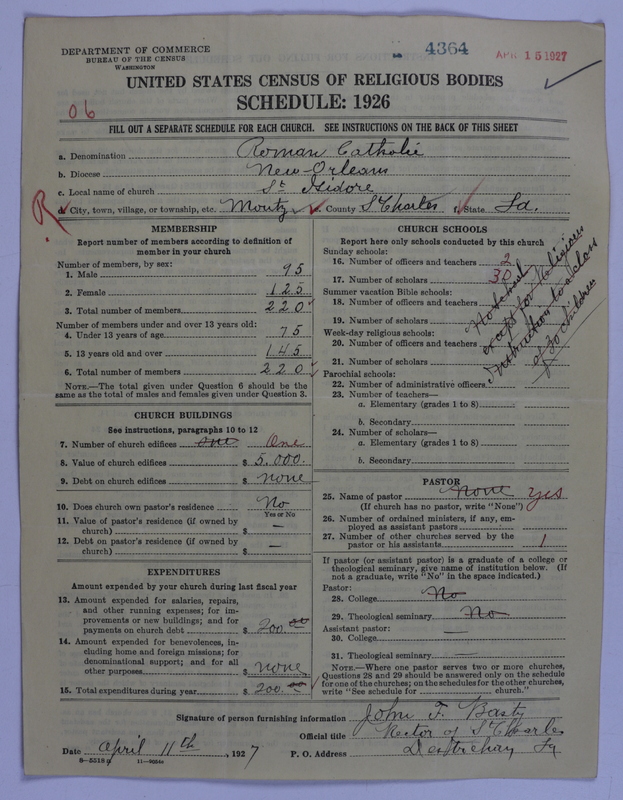 DEPARTMENT OF COMMERCE
BUREAU OF THE CENSUS
WASHINGTON
4364
APR 15 1927
UNITED STATES CENSUS OF RELIGIOUS BODIES
SCHEDULE: 1926
06
FILL OUT A SEPARATE SCHEDULE FOR EACH CHURCH. SEE INSTRUCTIONS ON THE BACK OF THIS SHEET
a. Denomination Roman Catholic
b. Diocese New-Orleans
c. Local name of church St Isidore
R
d. City, town, village, or township, etc. Montz e. County St Charles f. State La.
MEMBERSHIP
Report number of members according to definition of
member in your church
Number of members, by sex:
1. Male 95
2. Female 125
3. Total number of members 220
Number of members under and over 13 years old:
4. Under 13 years of age 75
5. 13 years old and over 145
6. Total number of members 220
NOTE.—The total given under Question 6 should be the
same as the total of males and females given under Question 3.
CHURCH BUILDINGS
See instructions, paragraphs 10 to 12
7. Number of church edifices one One
8. Value of church edifices $ 5.000.
9. Debt on church edifices $ none
10. Does church own pastor's residence No
Yes or No
11. Value of pastor's residence (if owned by
church) $ —
12. Debt on pastor's residence (if owned by
church) $ —
EXPENDITURES
Amount expended by your church during last fiscal year
13. Amount expended for salaries, repairs,
and other running expenses; for im-
provements or new buildings; and for
payments on church debt $ 200.00
14. Amount expended for benevolences, in-
cluding home and foreign missions; for
denominational support; and for all
other purposes $ none
15. Total expenditures during year $ 200.00
CHURCH SCHOOLS
Report here only schools conducted by this church
Sunday schools:
16. Number of officers and teachers 2
17. Number of scholars 30
Summer vacation Bible schools:
18. Number of officers and teachers
19. Number of scholars
Week-day religious schools:
20. Number of officers and teachers
21. Number of scholars
No school
except for Religious
Instruction to a class
of 30 children
Parochial schools:
22. Number of administrative officers
23. Number of teachers—
a. Elementary (grades 1 to 8)
b. Secondary
24. Number of scholars—
a. Elementary (grades 1 to 8)
b. Secondary
PASTOR
25. Name of pastor None yes
(If church has no pastor, write "None")
26. Number of ordained ministers, if any, em-
ployed as assistant pastors
27. Number of other churches served by the
pastor or his assistants 1
If pastor (or assistant pastor) is a graduate of a college or
theological seminary, give name of institution below. (If
not a graduate, write "No" in the space indicated.)
Pastor:
28. College No
29. Theological seminary No
Assistant pastor:
30. College —
31. Theological seminary —
NOTE.—Where one pastor serves two or more churches,
Questions 28 and 29 should be answered only on the schedule
for one of the churches; on the schedules for the other churches,
write "See schedule for church."
Signature of person furnishing information John F. Basty
Official title Rector of St Charles
Date April 11th, 1927 P. O. Address Destrehan La
8-5518a 11-9064a